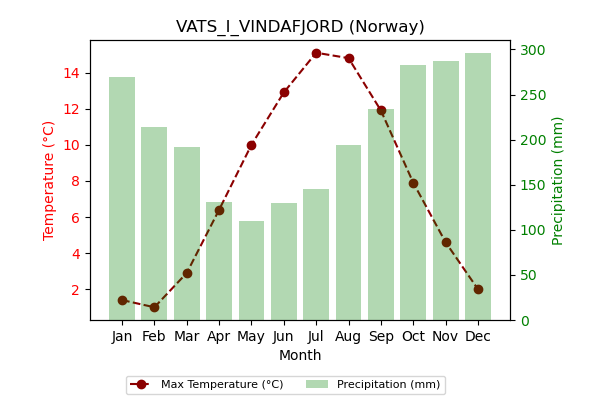 VATS_I_VINDAFJORD (Norway)
Temperature (°C)
14
12
10
8
6
4
2
300
250
200
150
100
50
0
Precipitation (mm)
Jan Feb Mar Apr May Jun Jul Aug Sep Oct Nov Dec
Month
Max Temperature (°C) Precipitation (mm)